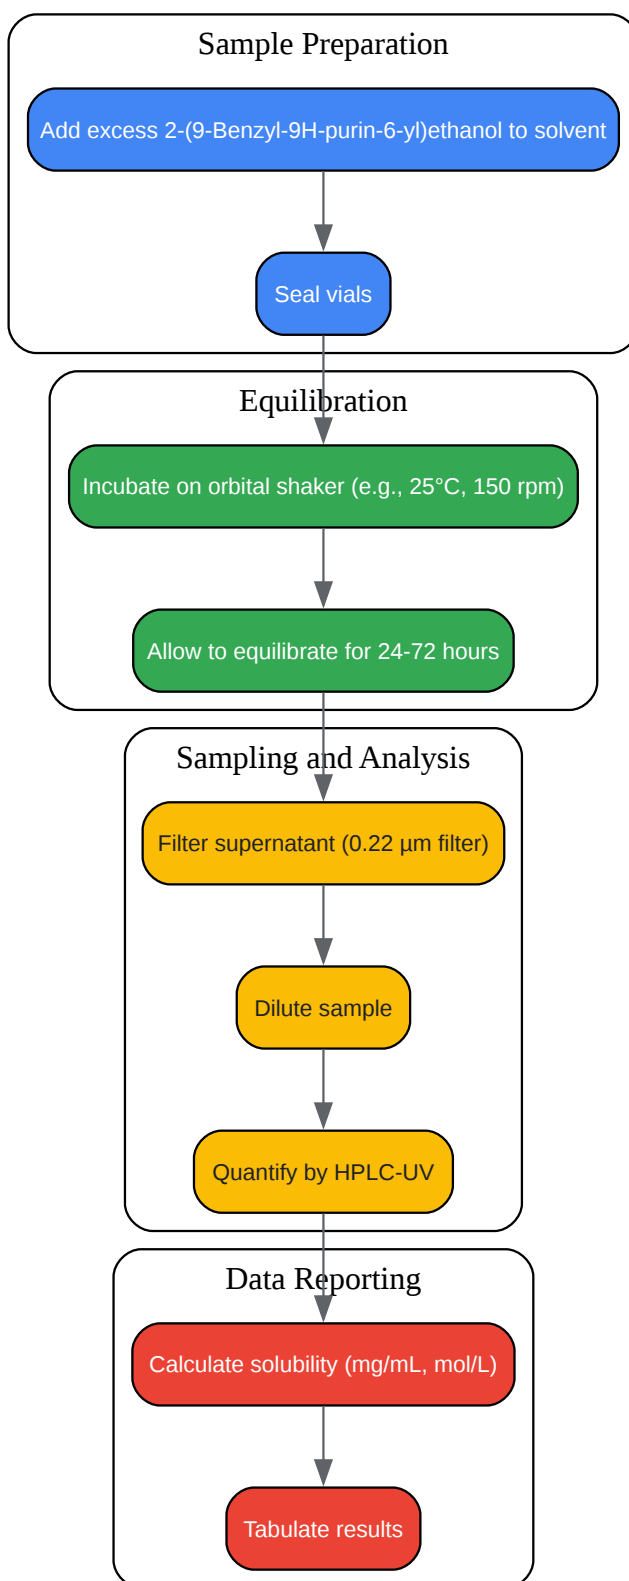 Sample Preparation
Add excess 2-(9-Benzyl-9H-purin-6-yl)ethanol to solvent
Seal vials
Equilibration
Incubate on orbital shaker (e.g., 25°C, 150 rpm)
Allow to equilibrate for 24-72 hours
Sampling and Analysis
Filter supernatant (0.22 µm filter)
Dilute sample
Quantify by HPLC-UV
Data Reporting
Calculate solubility (mg/mL, mol/L)
Tabulate results